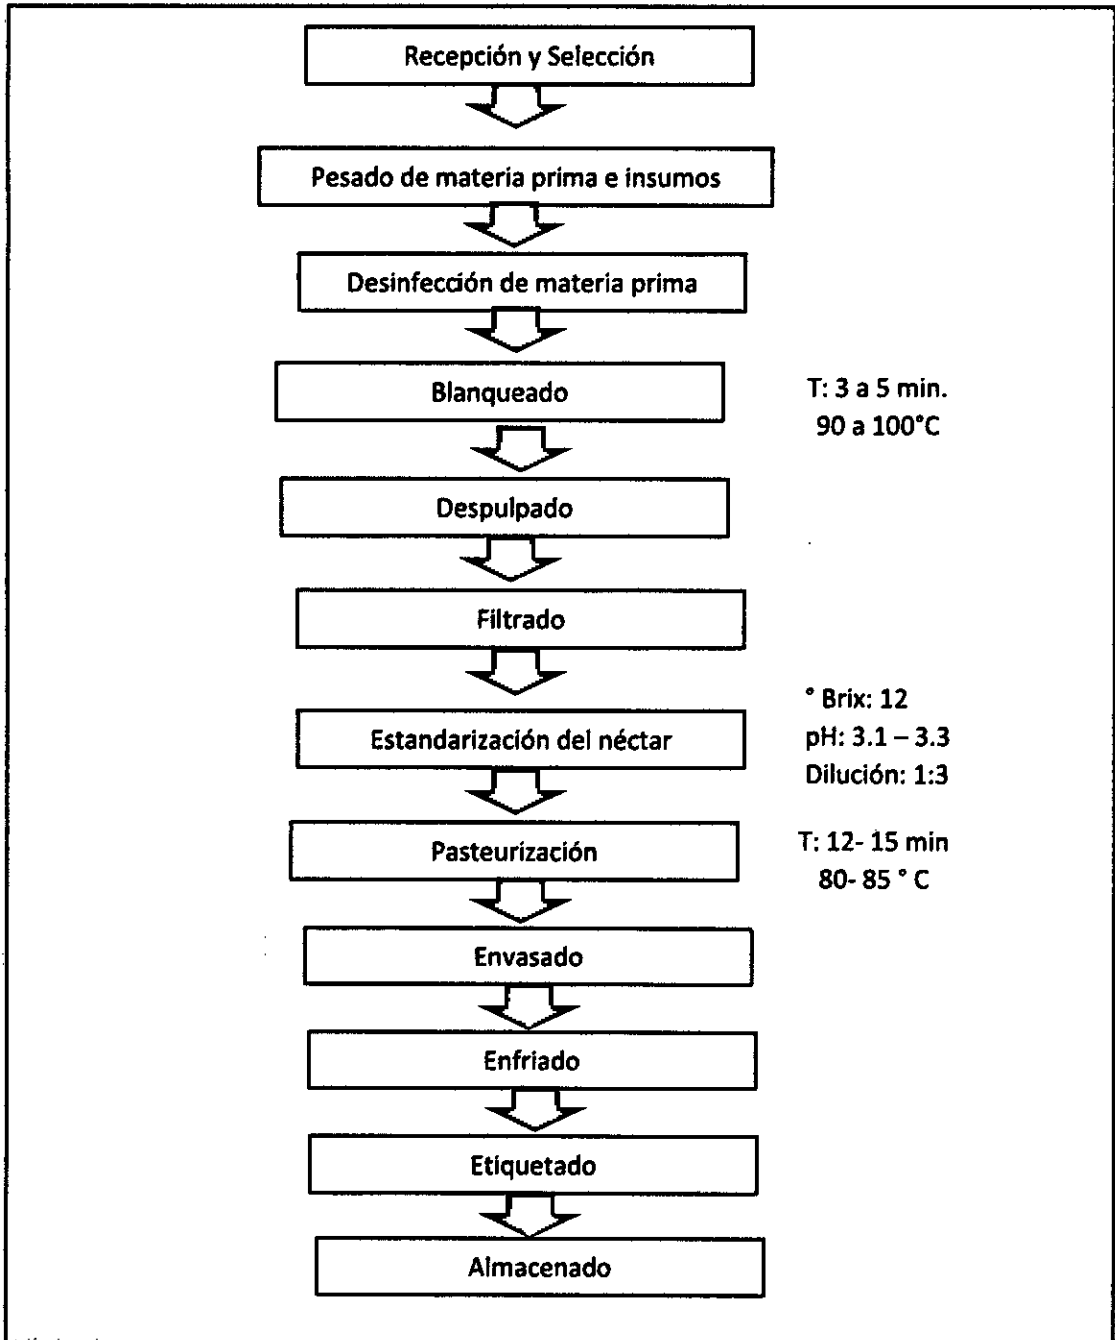 Recepción y Selección
Pesado de materia prima e insumos
Desinfección de materia prima
Blanqueado
T: 3 a 5 min.
90 a 100°C
Despulpado
Filtrado
Estandarización del néctar
° Brix: 12
pH: 3.1 – 3.3
Dilución: 1:3
Pasteurización
T: 12- 15 min
80- 85 ° C
Envasado
Enfriado
Etiquetado
Almacenado